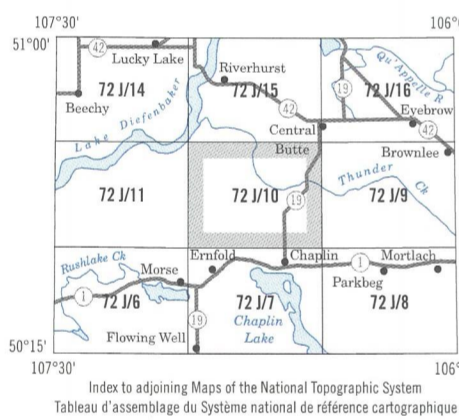 107°30' 106°
51°00'
42
Lucky Lake
Riverhurst
Qu'Appelle R
72 J/14
72 J/15
19
72 J/16
Beechy
Eyebrow
42
42
Lake Diefenbaker
Central
Butte
Brownlee
Thunder Ck
72 J/11
72 J/10
72 J/9
19
Rushlake Ck
Ernfold
Chaplin
1
Mortlach
Morse
Parkbeg
1
72 J/6
72 J/7
72 J/8
19
Chaplin
Lake
Flowing Well
50°15'
107°30' 106°
Index to adjoining Maps of the National Topographic System
Tableau d'assemblage du Système national de référence cartographique